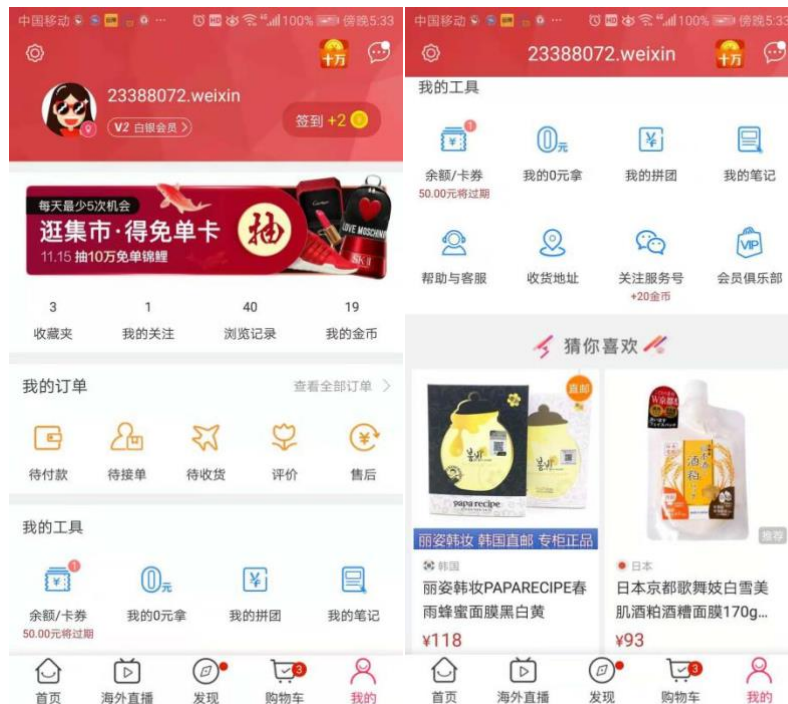 中国移动
HD
100%
傍晚5:33
十万
23388072.weixin
V2 白银会员 >
签到 +2
每天最少5次机会
逛集市·得免单卡
抽
11.15 抽10万免单锦鲤
Cartier
LOVE MOSCHINO
SK-II
3
1
40
19
收藏夹
我的关注
浏览记录
我的金币
我的订单
查看全部订单 >
待付款
待接单
待收货
评价
售后
我的工具
1
0元
余额/卡券
我的0元拿
我的拼团
我的笔记
50.00元将过期
3
首页
海外直播
发现
购物车
我的
中国移动
HD
100%
傍晚5:33
23388072.weixin
十万
我的工具
1
0元
余额/卡券
我的0元拿
我的拼团
我的笔记
50.00元将过期
VIP
帮助与客服
收货地址
关注服务号
会员俱乐部
+20金币
猜你喜欢
直邮
papa recipe
丽姿韩妆 韩国直邮 专柜正品
韩国
丽姿韩妆PAPARECIPE春
雨蜂蜜面膜黑白黄
¥118
酒粕
推荐
日本
日本京都歌舞妓白雪美
肌酒粕酒糟面膜170g...
¥93
3
首页
海外直播
发现
购物车
我的